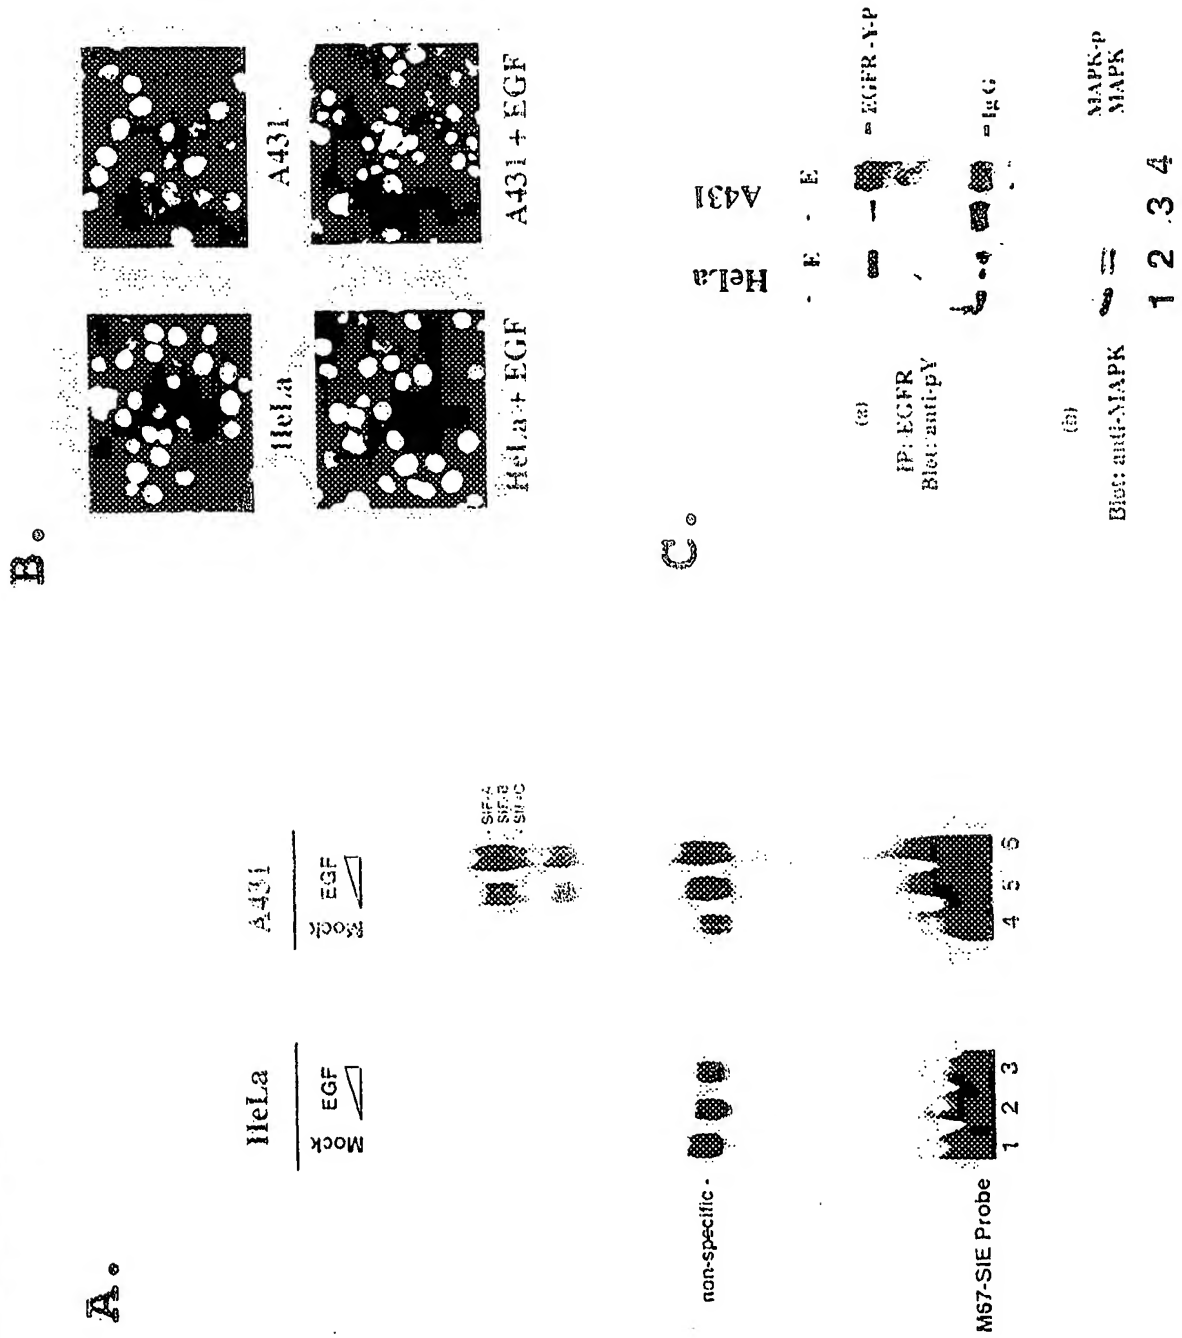 A.
HeLa
A431
Mock
EGF
Mock
EGF
- SIF-A
SIF-B
- SIF-C
non-specific -
M67-SIE Probe
1 2 3
4 5 6
B.
HeLa
A431
HeLa + EGF
A431 + EGF
C.
HeLa
A431
- E - E
(a)
EGFR -Y-P
IP: EGFR
Blot: anti-pY
IgG
(b)
MAPK-p
Blot: anti-MAPK
MAPK
1 2 3 4